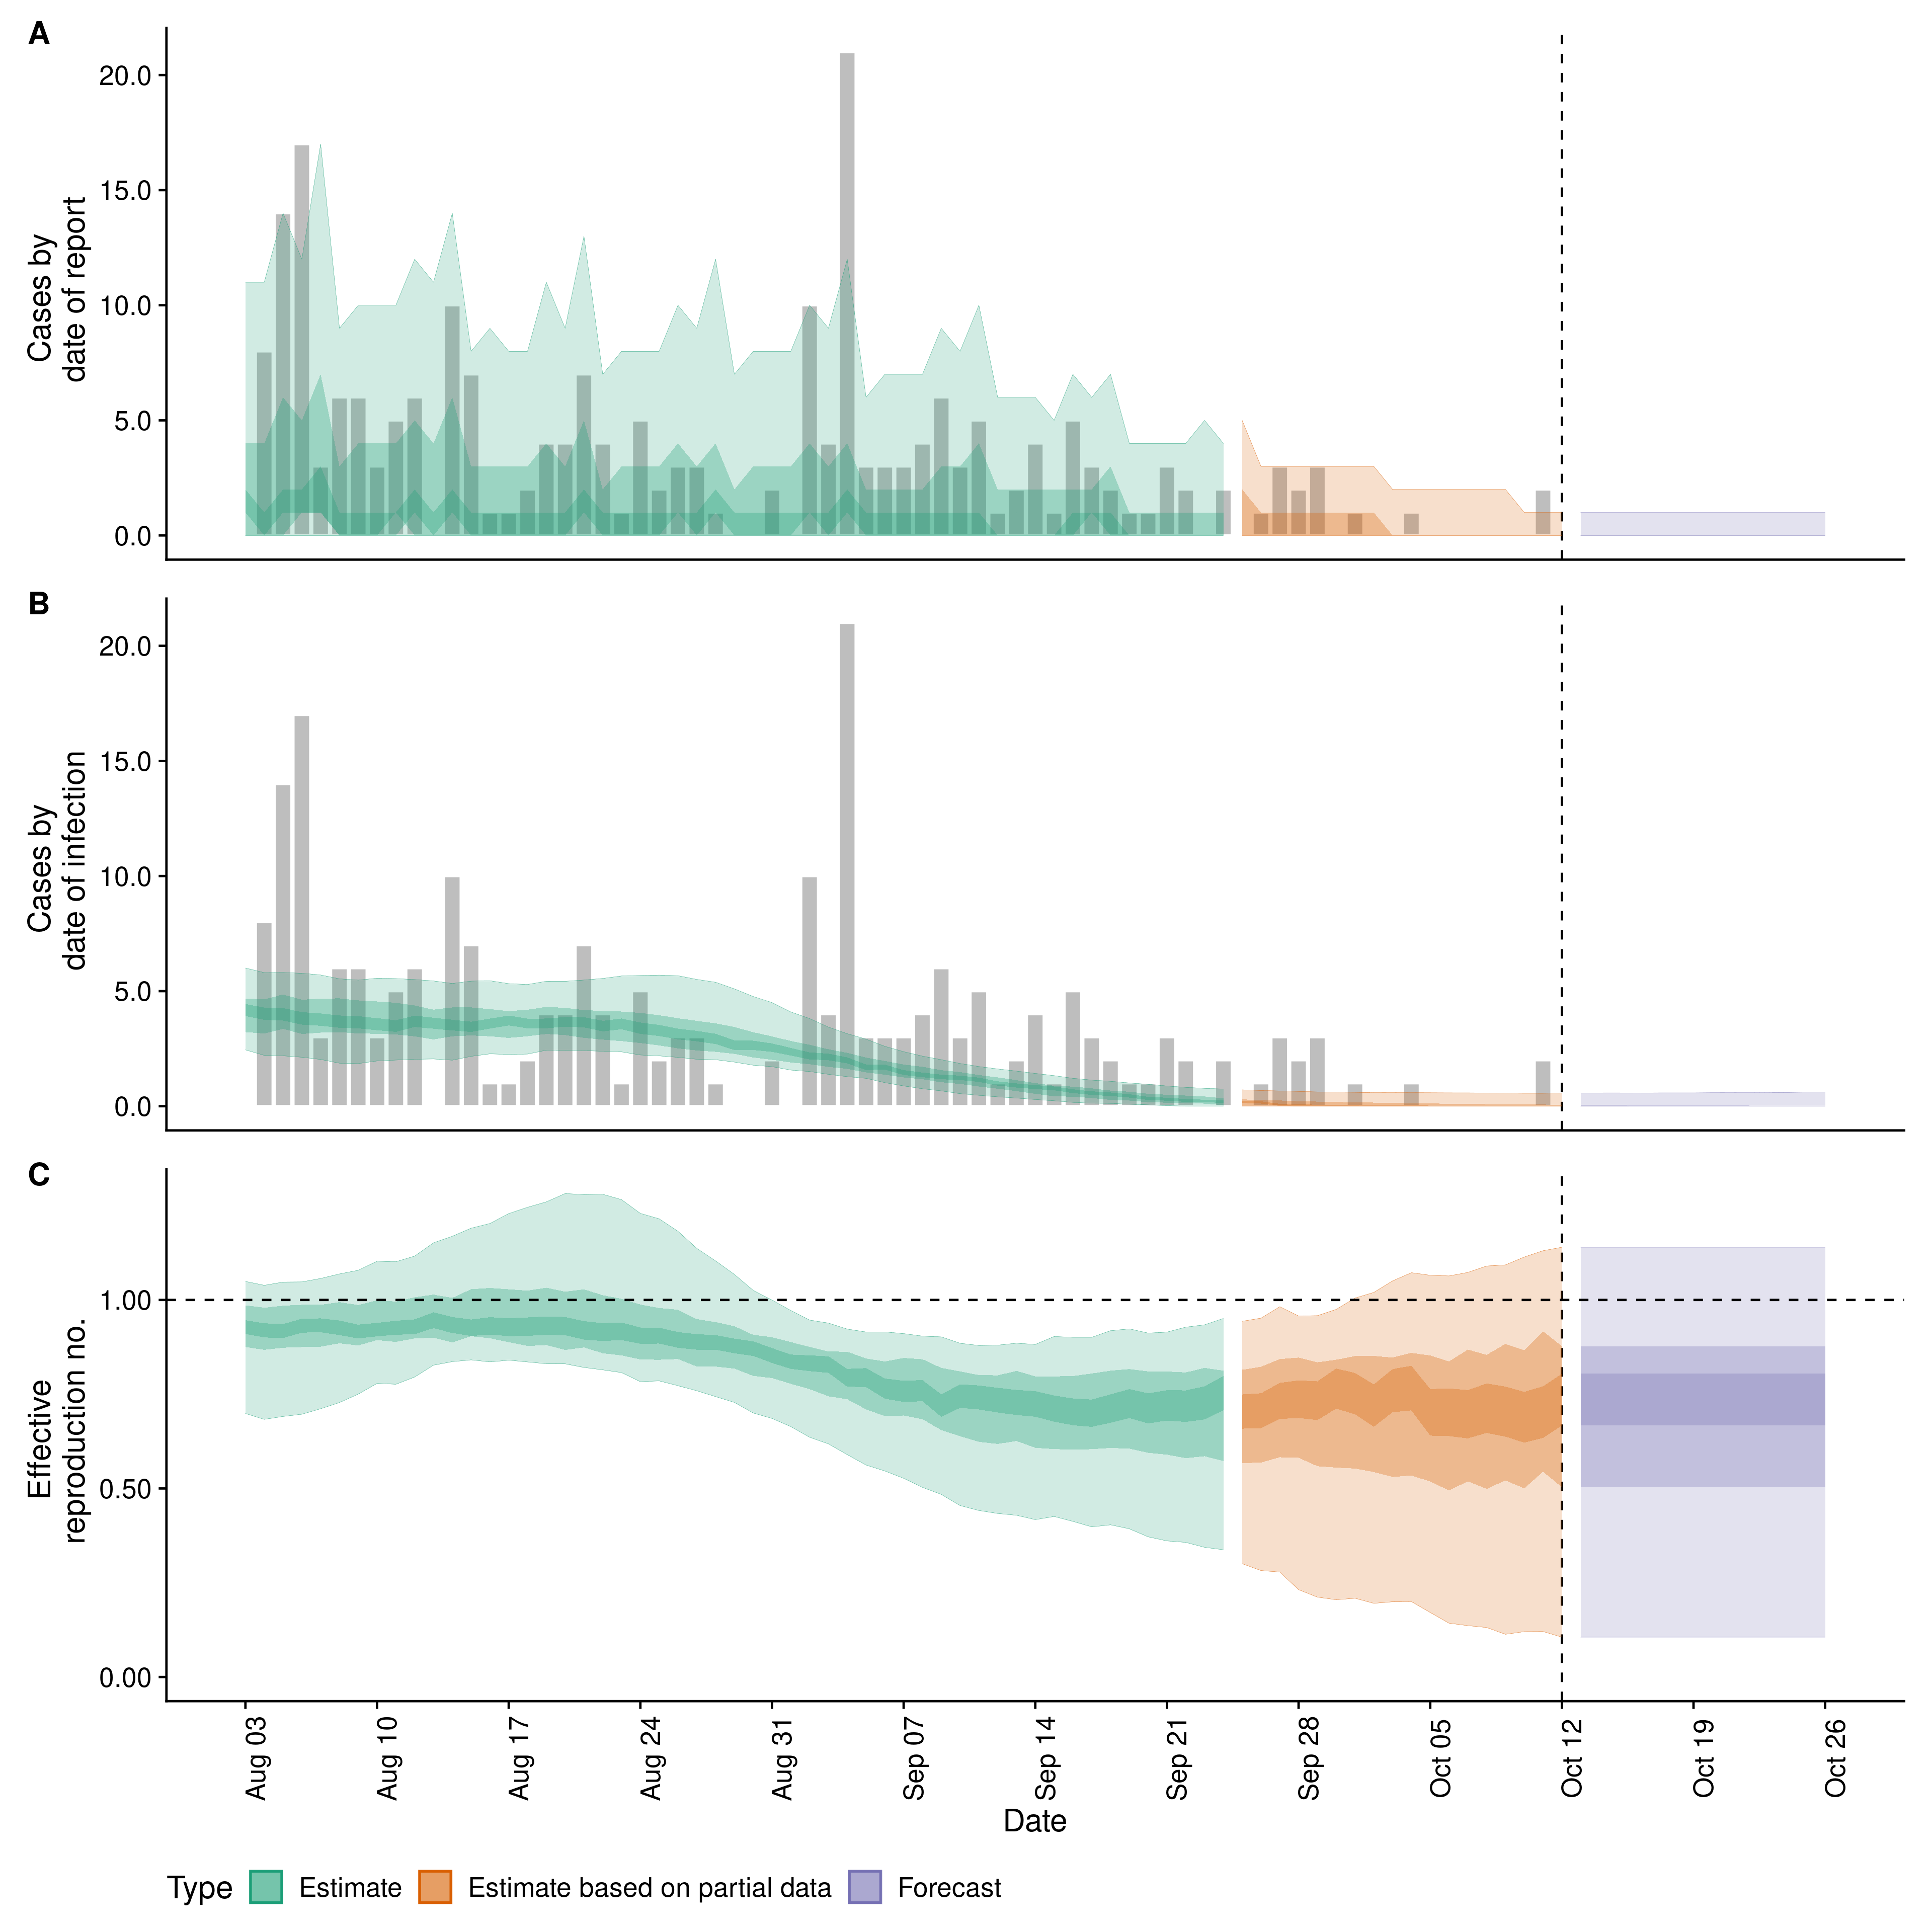 A
20.0
15.0
10.0
5.0
0.0
Cases by
date of report
B
20.0
15.0
10.0
5.0
0.0
Cases by
date of infection
C
1.00
0.50
0.00
Effective
reproduction no.
Aug 03
Aug 10
Aug 17
Aug 24
Aug 31
Sep 07
Sep 14
Sep 21
Sep 28
Oct 05
Oct 12
Oct 19
Oct 26
Date
Type Estimate Estimate based on partial data Forecast